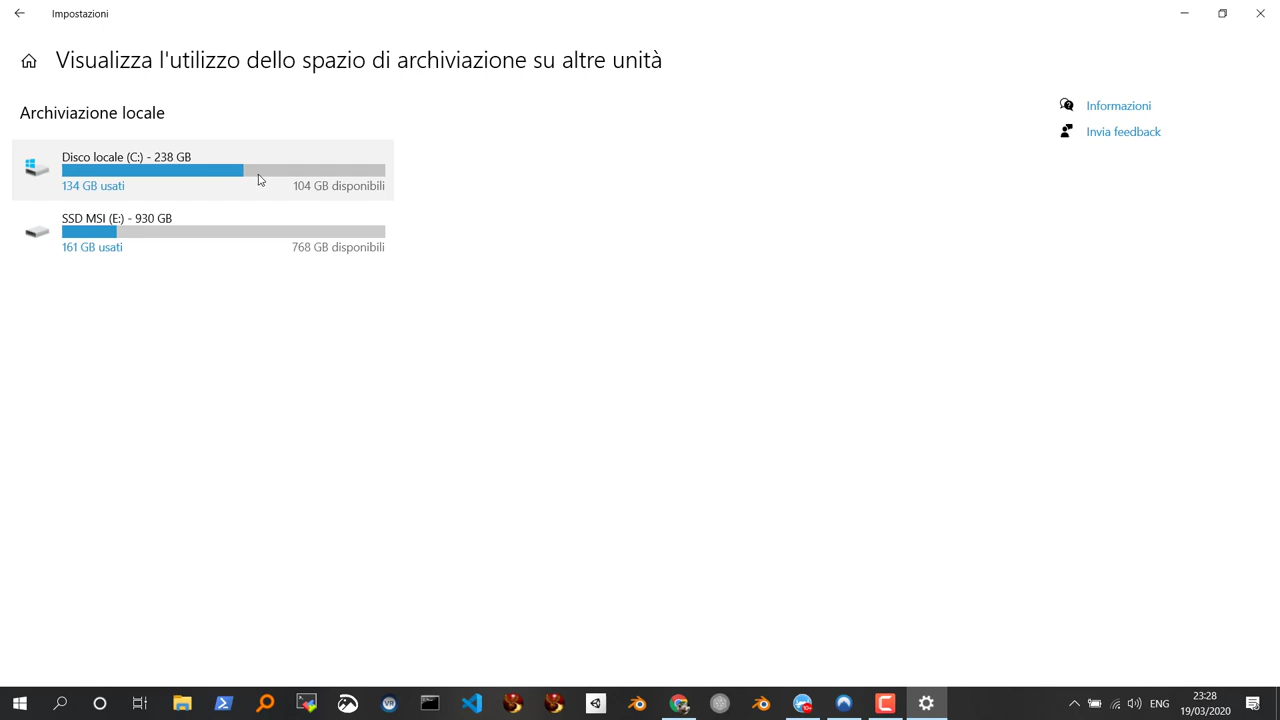 Impostazioni
Visualizza l'utilizzo dello spazio di archiviazione su altre unità
Archiviazione locale
Informazioni
Invia feedback
Disco locale (C:) - 238 GB
134 GB usati
104 GB disponibili
SSD MSI (E:) - 930 GB
161 GB usati
768 GB disponibili
VR
10+
ENG
23:28
19/03/2020